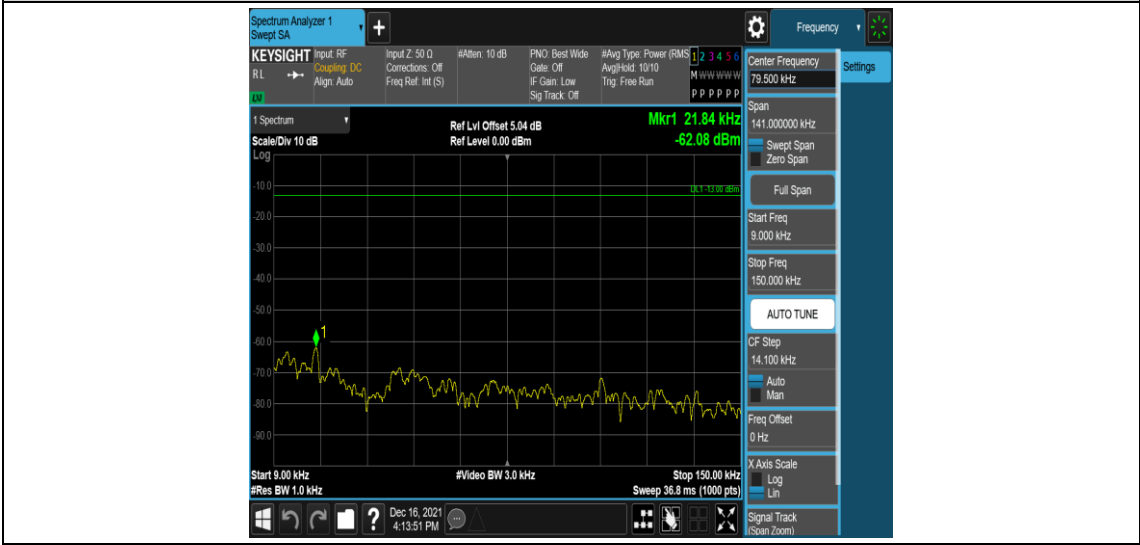 Spectrum Analyzer 1
Swept SA
+
Frequency
KEYSIGHT
RL
LM
Input: RF
Coupling: DC
Align: Auto
Input Z: 50 Ω
Corrections: Off
Freq Ref: Int (S)
#Atten: 10 dB
PNO: Best Wide
Gate: Off
IF Gain: Low
Sig Track: Off
#Avg Type: Power (RMS
Avg|Hold: 10/10
Trig: Free Run
1 2 3 4 5 6
M W W W W W
P P P P P P
1 Spectrum
Scale/Div 10 dB
Log
Ref Lvl Offset 5.04 dB
Ref Level 0.00 dBm
Mkr1 21.84 kHz
-62.08 dBm
DL1 -13.00 dBm
-10.0
-20.0
-30.0
-40.0
-50.0
-60.0
-70.0
-80.0
-90.0
1
Start 9.00 kHz
#Res BW 1.0 kHz
#Video BW 3.0 kHz
Stop 150.00 kHz
Sweep 36.8 ms (1000 pts)
?
Dec 16, 2021
4:13:51 PM
Center Frequency
79.500 kHz
Settings
Span
141.000000 kHz
Swept Span
Zero Span
Full Span
Start Freq
9.000 kHz
Stop Freq
150.000 kHz
AUTO TUNE
CF Step
14.100 kHz
Auto
Man
Freq Offset
0 Hz
X Axis Scale
Log
Lin
Signal Track
(Span Zoom)